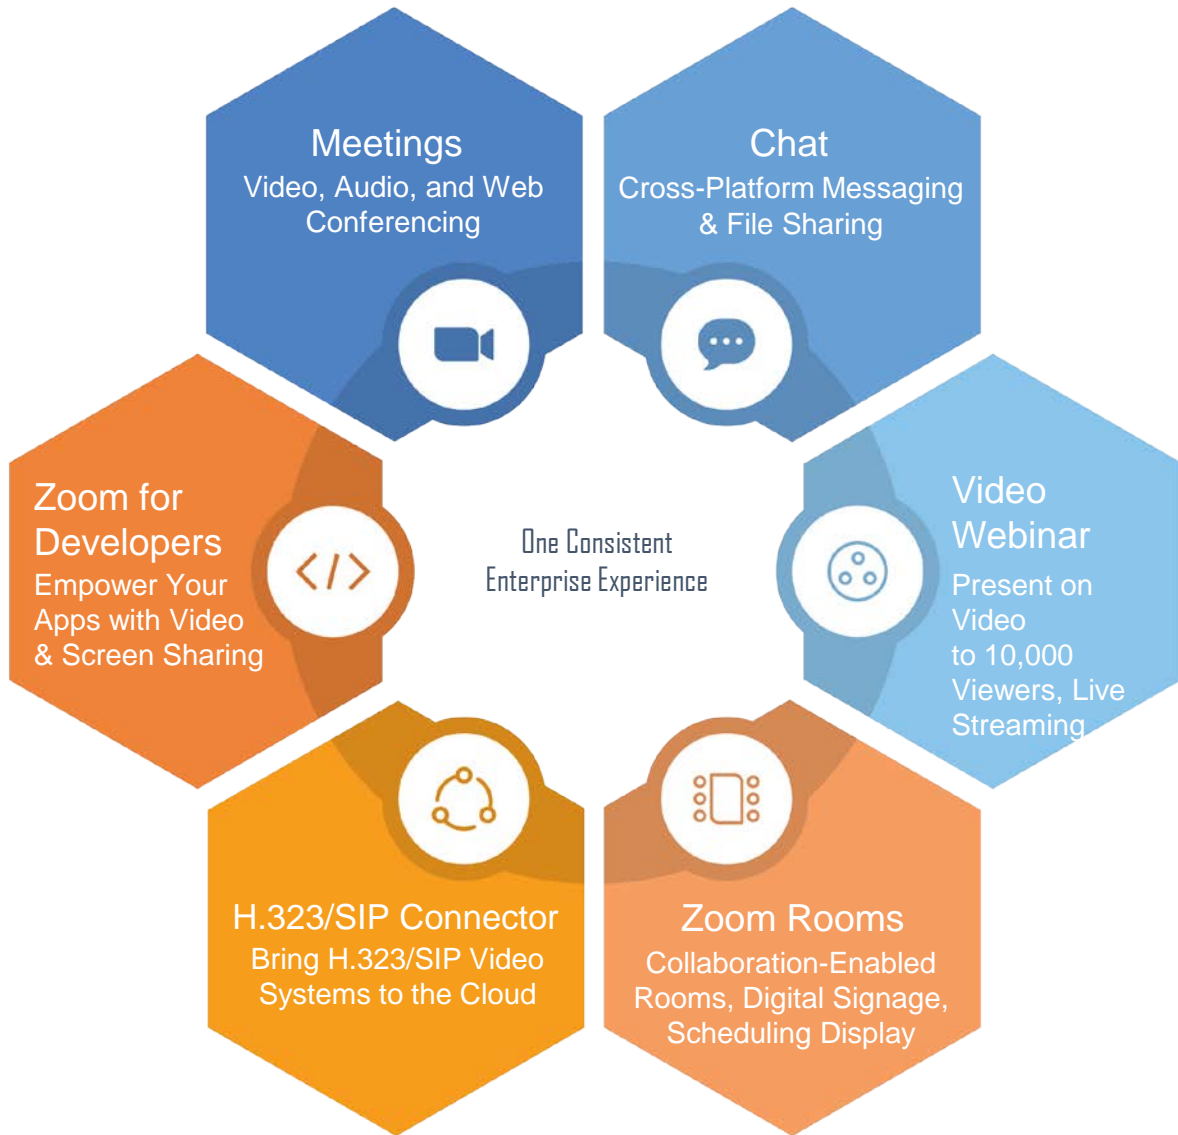 Meetings
Video, Audio, and Web
Conferencing
Chat
Cross-Platform Messaging
& File Sharing
Zoom for
Developers
Empower Your
Apps with Video
& Screen Sharing
One Consistent
Enterprise Experience
Video
Webinar
Present on
Video
to 10,000
Viewers, Live
Streaming
H.323/SIP Connector
Bring H.323/SIP Video
Systems to the Cloud
Zoom Rooms
Collaboration-Enabled
Rooms, Digital Signage,
Scheduling Display